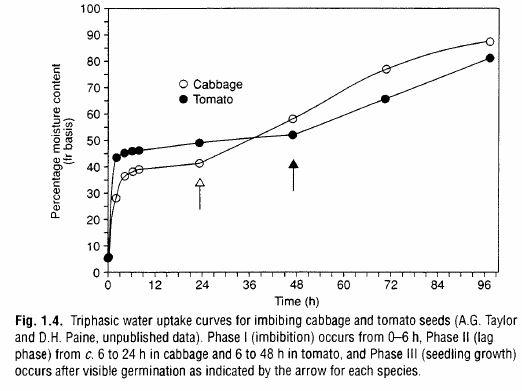 100
90
80
70
60
50
40
30
20
10
0
Percentage moisture content
(fr basis)
Cabbage
Tomato
0 12 24 36 48 60 72 84 96
Time (h)
Fig. 1.4. Triphasic water uptake curves for imbibing cabbage and tomato seeds (A.G. Taylor
and D.H. Paine, unpublished data). Phase I (imbibition) occurs from 0–6 h, Phase II (lag
phase) from c. 6 to 24 h in cabbage and 6 to 48 h in tomato, and Phase III (seedling growth)
occurs after visible germination as indicated by the arrow for each species.